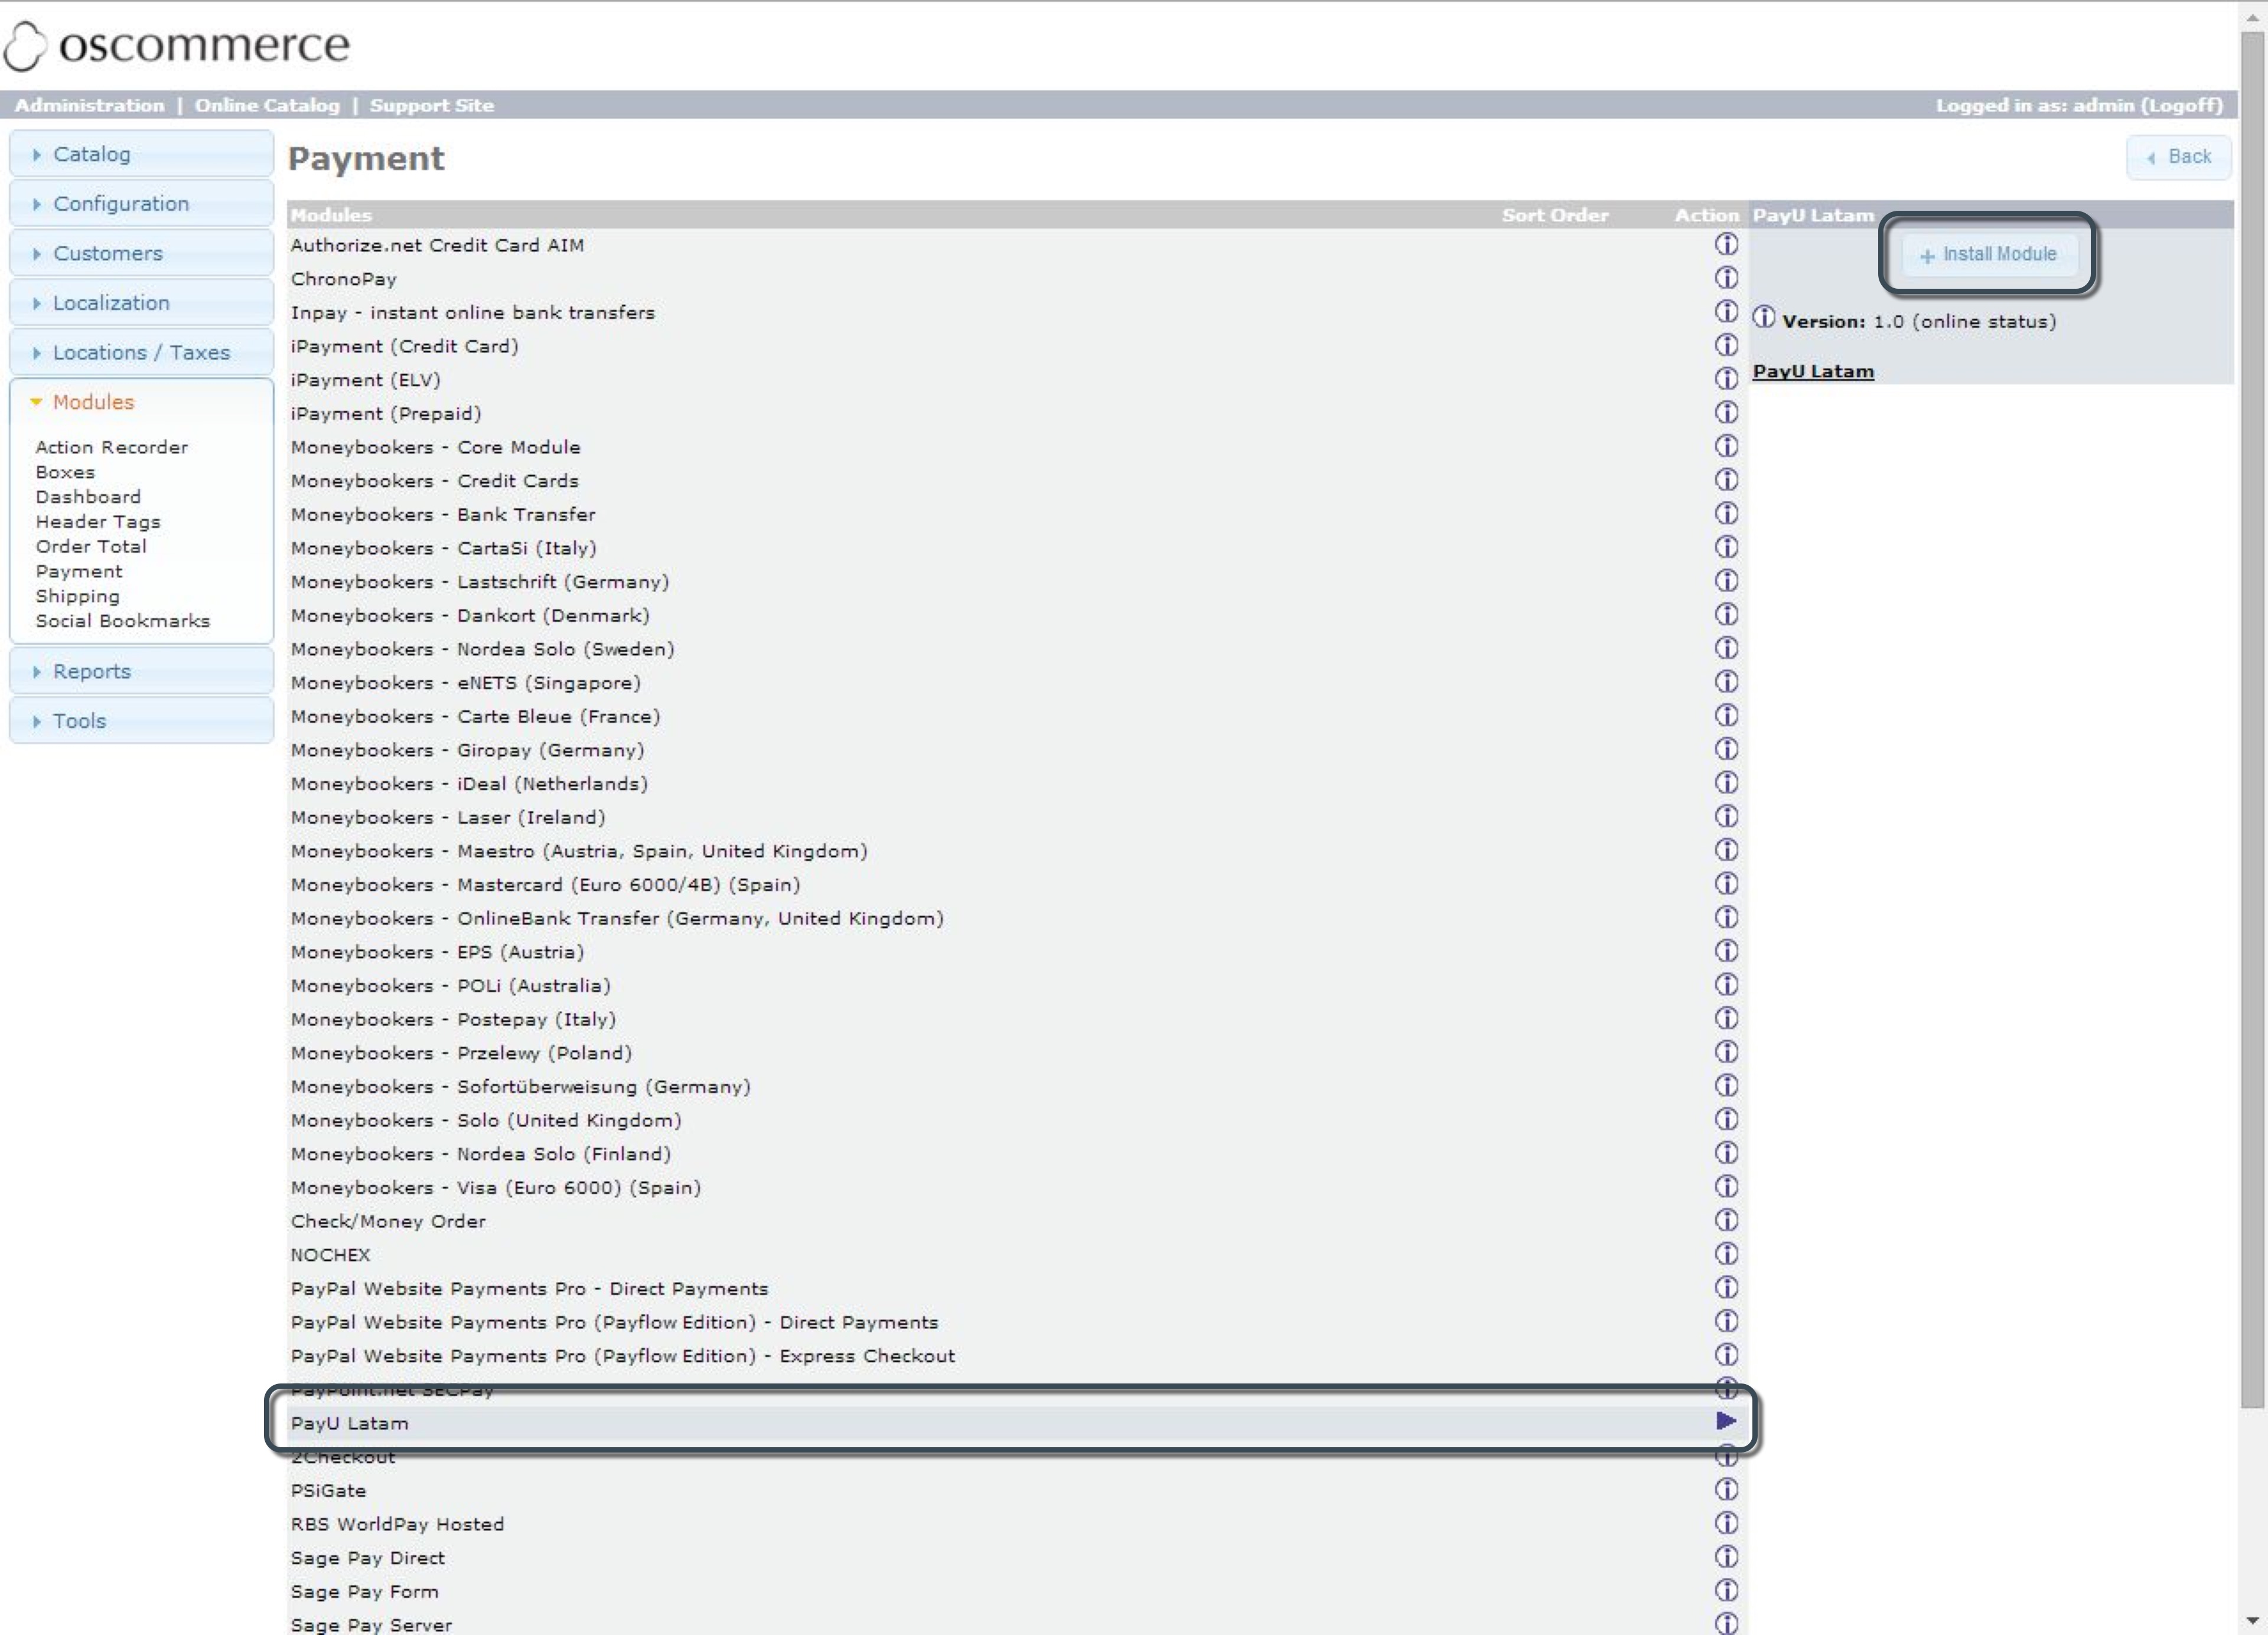 oscommerce
Administration | Online Catalog | Support Site
Logged in as: admin (Logoff)
Catalog
Configuration
Customers
Localization
Locations / Taxes
Modules
Action Recorder
Boxes
Dashboard
Header Tags
Order Total
Payment
Shipping
Social Bookmarks
Reports
Tools
Payment
Back
Modules Sort Order Action
Authorize.net Credit Card AIM
ChronoPay
Inpay - instant online bank transfers
iPayment (Credit Card)
iPayment (ELV)
iPayment (Prepaid)
Moneybookers - Core Module
Moneybookers - Credit Cards
Moneybookers - Bank Transfer
Moneybookers - CartaSi (Italy)
Moneybookers - Lastschrift (Germany)
Moneybookers - Dankort (Denmark)
Moneybookers - Nordea Solo (Sweden)
Moneybookers - eNETS (Singapore)
Moneybookers - Carte Bleue (France)
Moneybookers - Giropay (Germany)
Moneybookers - iDeal (Netherlands)
Moneybookers - Laser (Ireland)
Moneybookers - Maestro (Austria, Spain, United Kingdom)
Moneybookers - Mastercard (Euro 6000/4B) (Spain)
Moneybookers - OnlineBank Transfer (Germany, United Kingdom)
Moneybookers - EPS (Austria)
Moneybookers - POLi (Australia)
Moneybookers - Postepay (Italy)
Moneybookers - Przelewy (Poland)
Moneybookers - Sofortüberweisung (Germany)
Moneybookers - Solo (United Kingdom)
Moneybookers - Nordea Solo (Finland)
Moneybookers - Visa (Euro 6000) (Spain)
Check/Money Order
NOCHEX
PayPal Website Payments Pro - Direct Payments
PayPal Website Payments Pro (Payflow Edition) - Direct Payments
PayPal Website Payments Pro (Payflow Edition) - Express Checkout
PayPoint.net SECPay
PayU Latam
2Checkout
PSiGate
RBS WorldPay Hosted
Sage Pay Direct
Sage Pay Form
Sage Pay Server
PayU Latam
+ Install Module
Version: 1.0 (online status)
PayU Latam